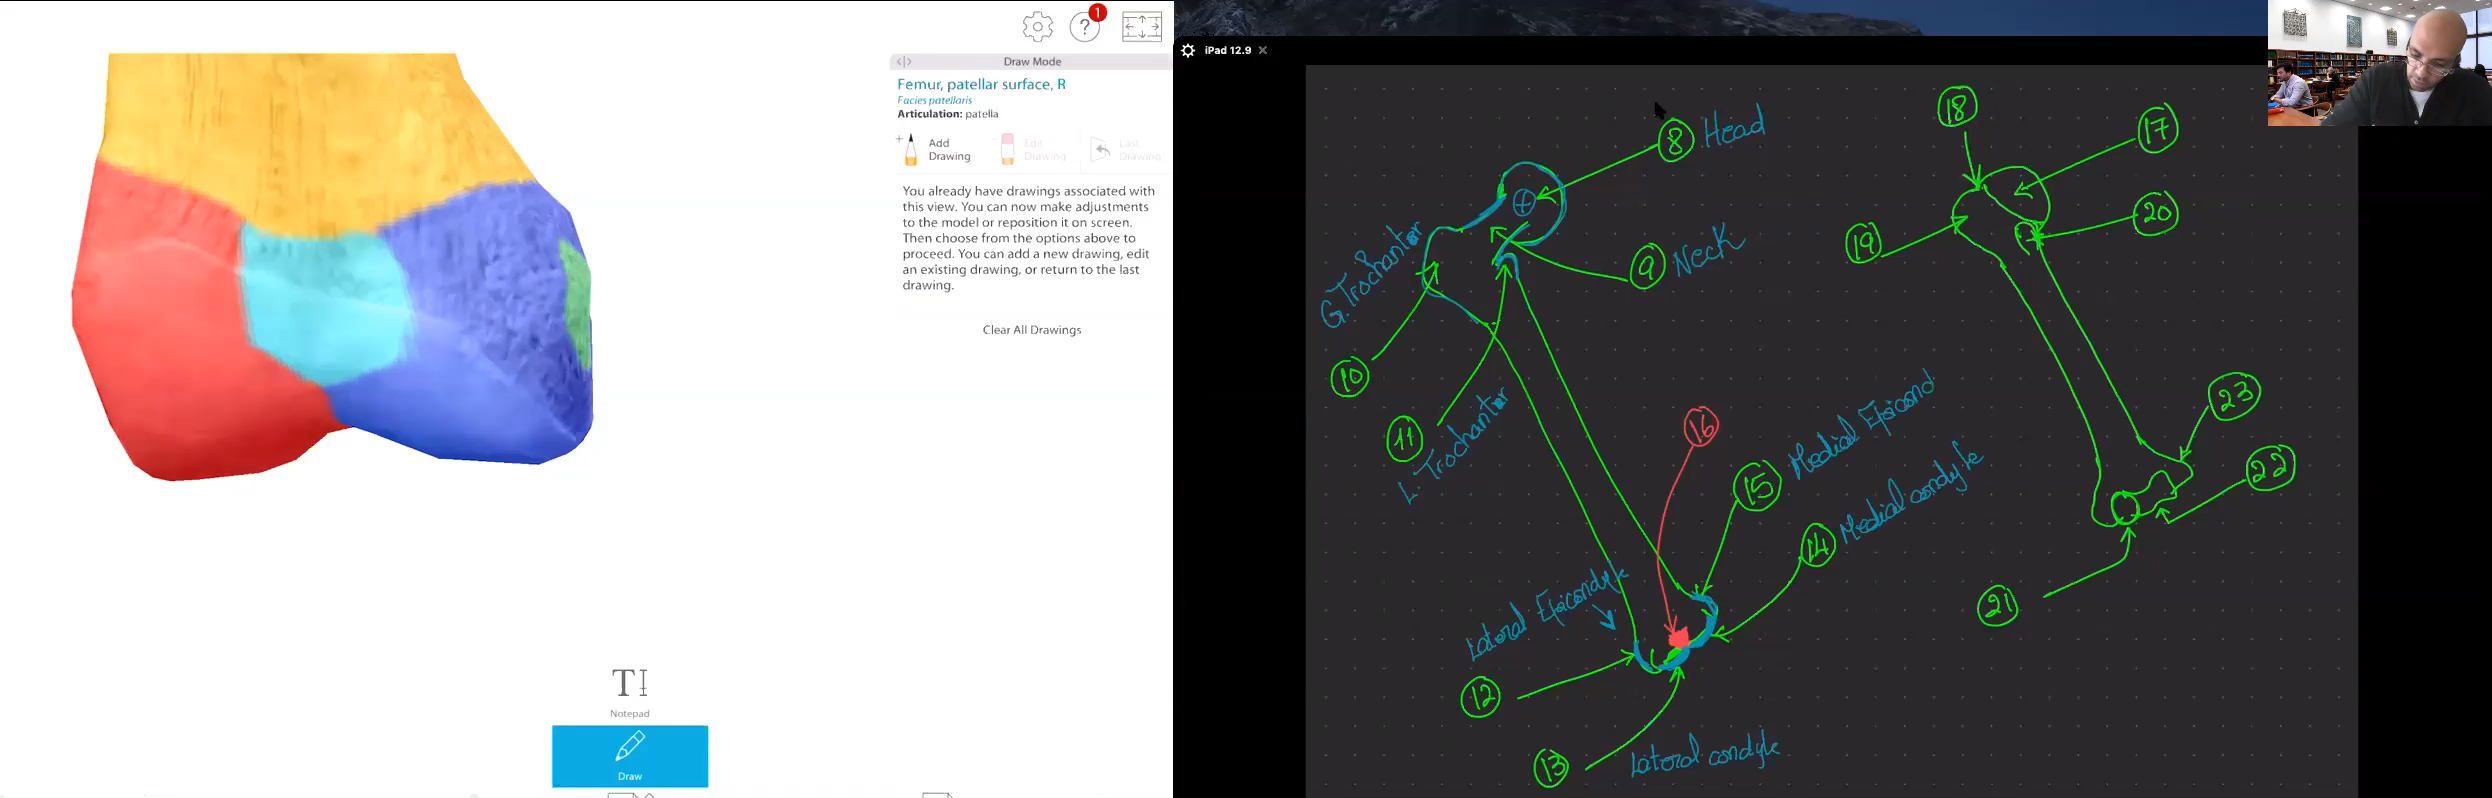 1
Draw Mode
Femur, patellar surface, R
Facies patellaris
Articulation: patella
Add Drawing
Edit Drawing
Last Drawing
You already have drawings associated with
this view. You can now make adjustments
to the model or reposition it on screen.
Then choose from the options above to
proceed. You can add a new drawing, edit
an existing drawing, or return to the last
drawing.
Clear All Drawings
Notepad
Draw
iPad 12.9
8 Head
9 Neck
G. Trochantor
10
11
L. Trochantor
16
15 Medial Epicond
14 Medial condyle
Lateral Epicondyle
12
13
Lateral condyle
18
17
19
20
23
22
21